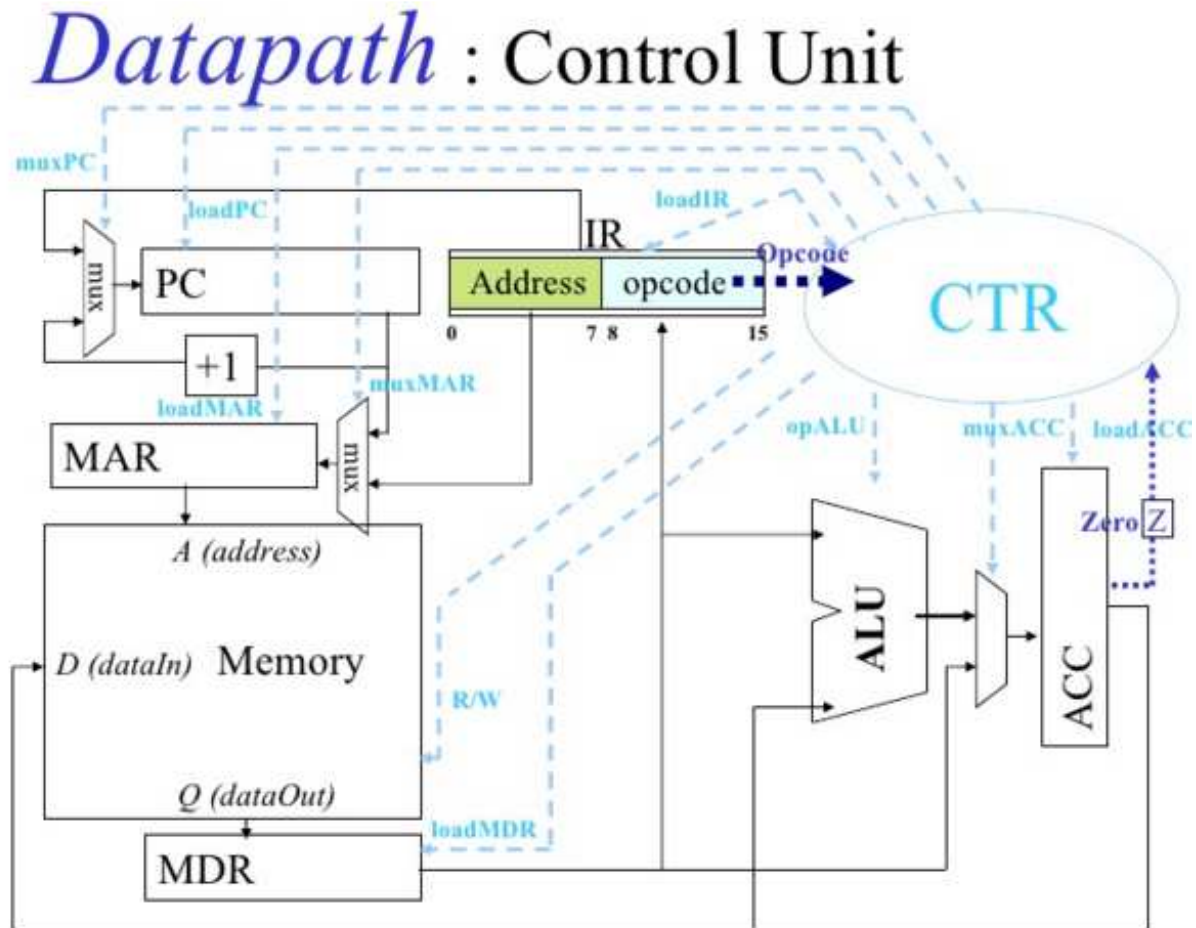 Datapath : Control Unit
muxPC
loadPC
loadIR
IR
Opcode
mux
PC
Address
opcode
CTR
0
7
8
15
+1
muxMAR
loadMAR
opALU
muxACC
loadACC
MAR
mux
Zero
Z
A (address)
ALU
D (dataIn)
Memory
R/W
ACC
Q (dataOut)
loadMDR
MDR